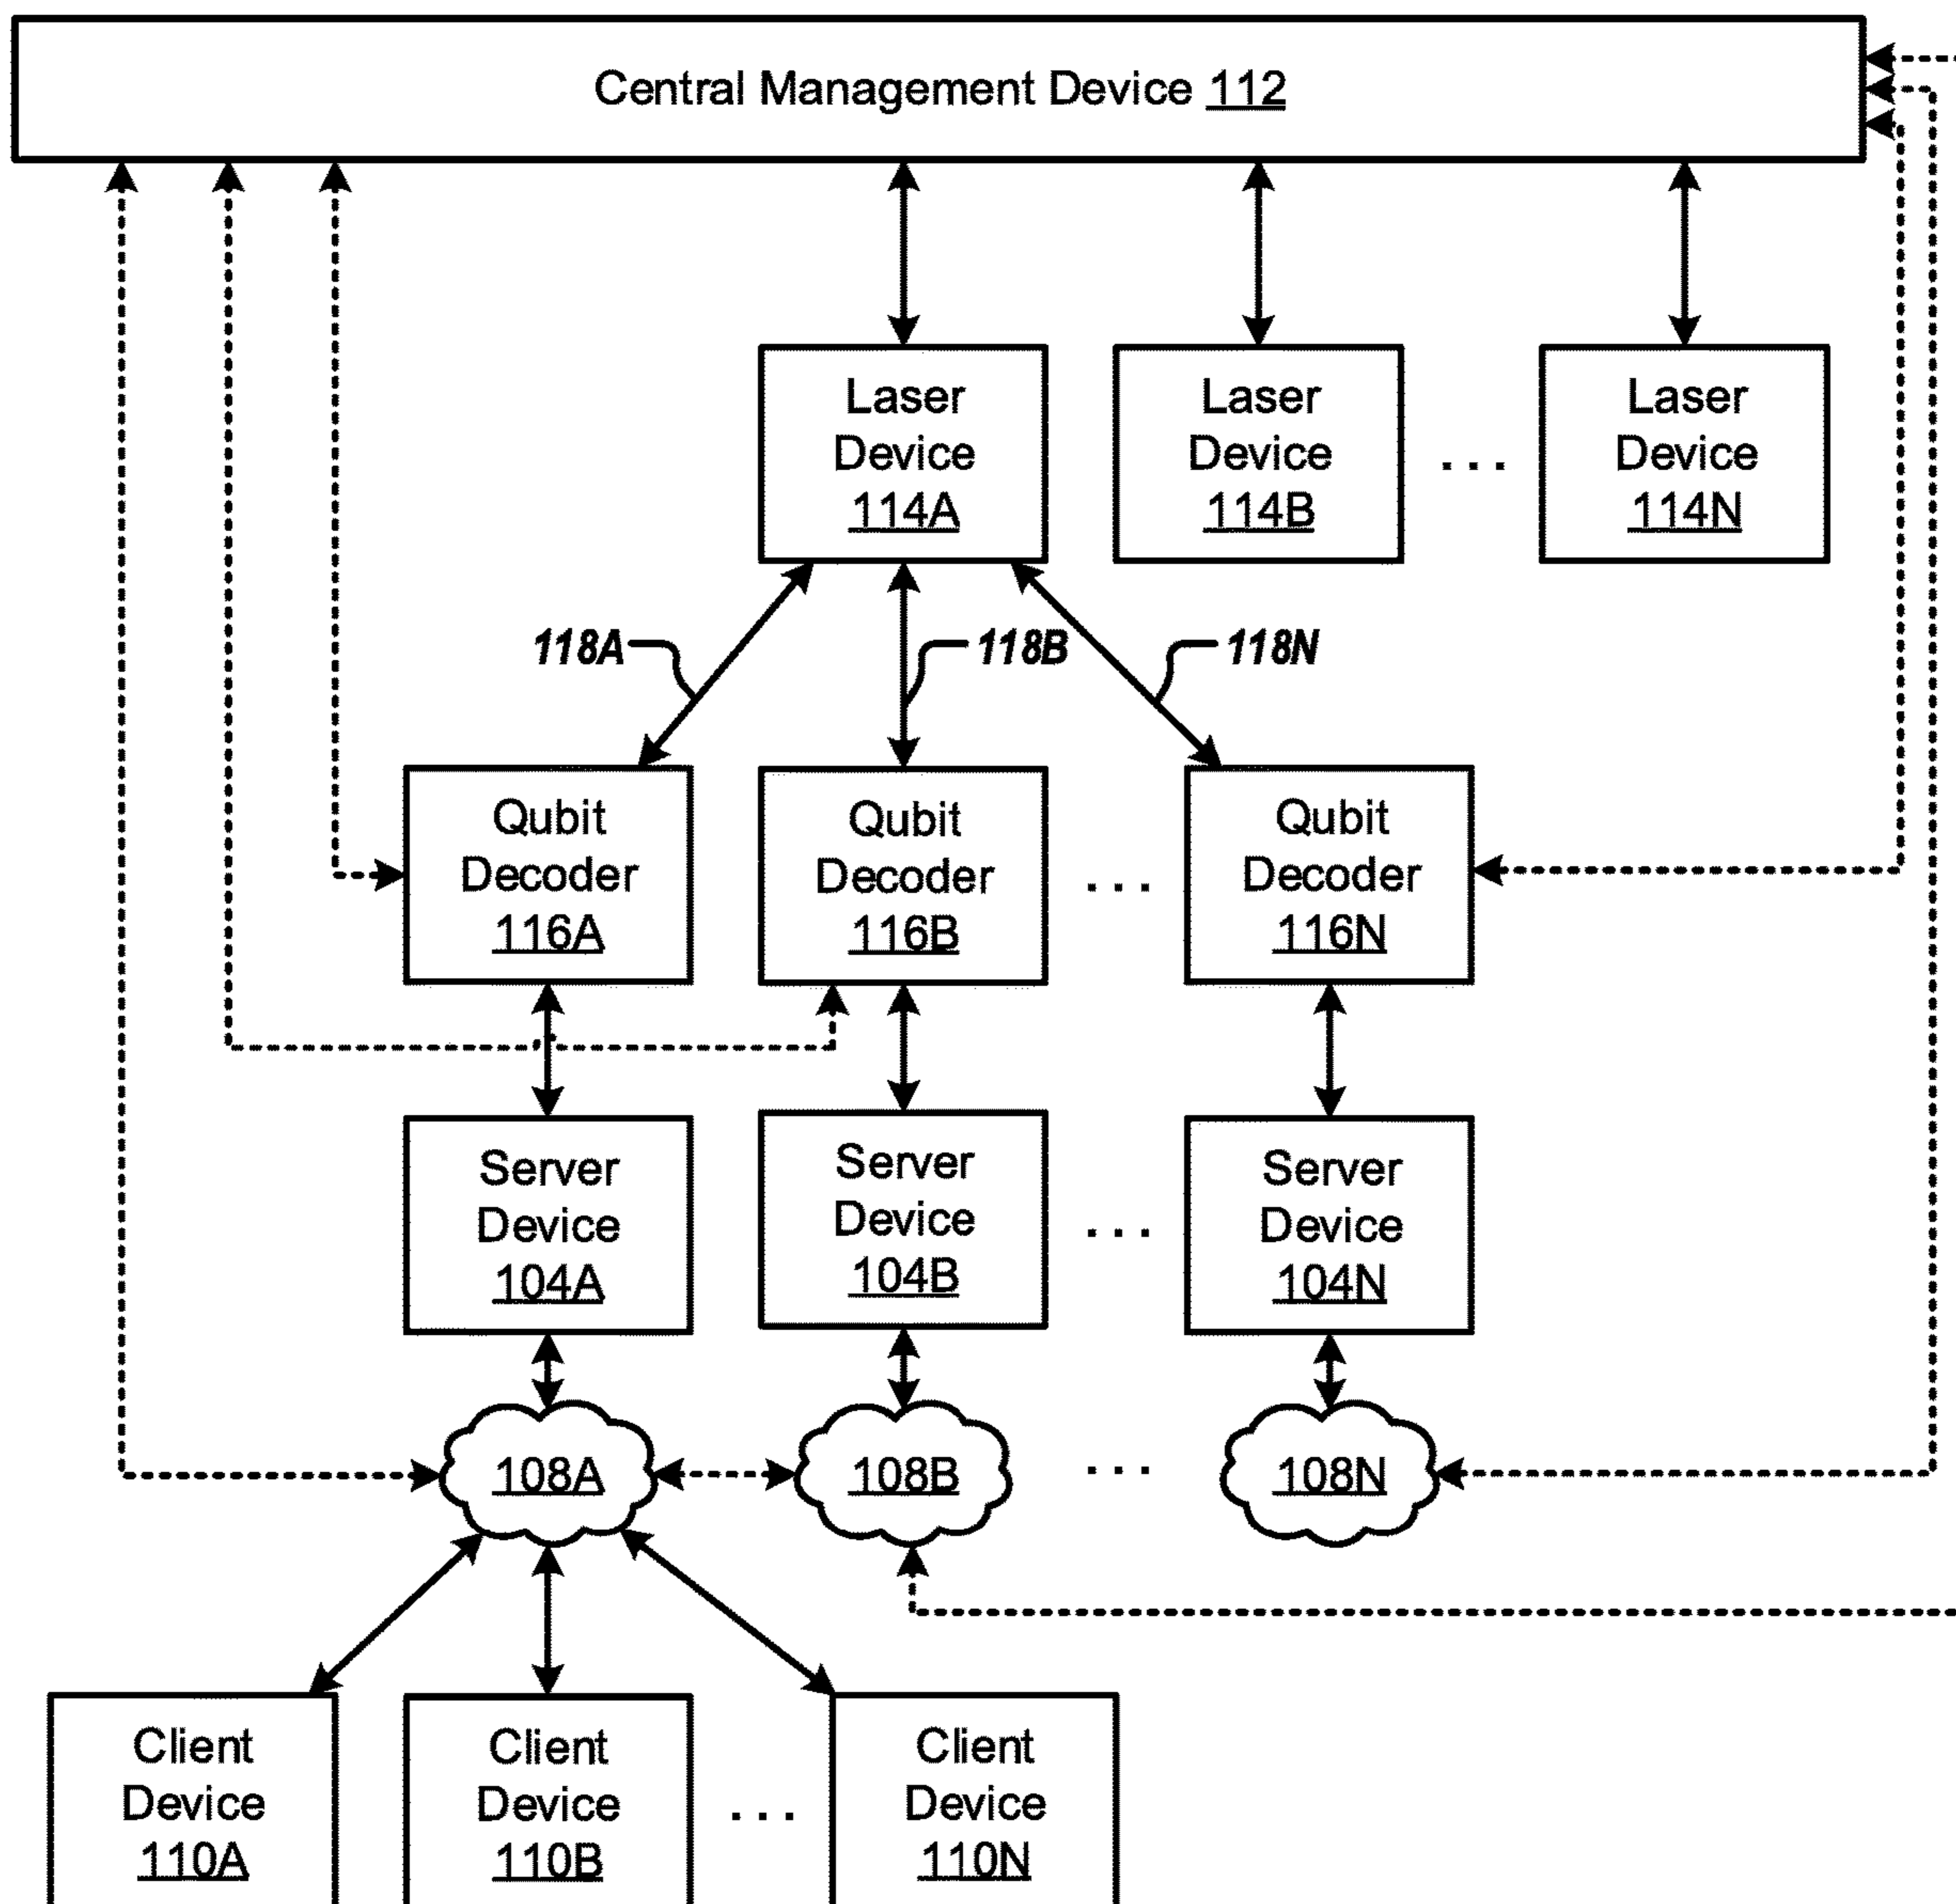 Central Management Device 112
Laser
Device
114A
Laser
Device
114B
...
Laser
Device
114N
118A
118B
118N
Qubit
Decoder
116A
Qubit
Decoder
116B
...
Qubit
Decoder
116N
Server
Device
104A
Server
Device
104B
...
Server
Device
104N
108A
108B
...
108N
Client
Device
110A
Client
Device
110B
...
Client
Device
110N